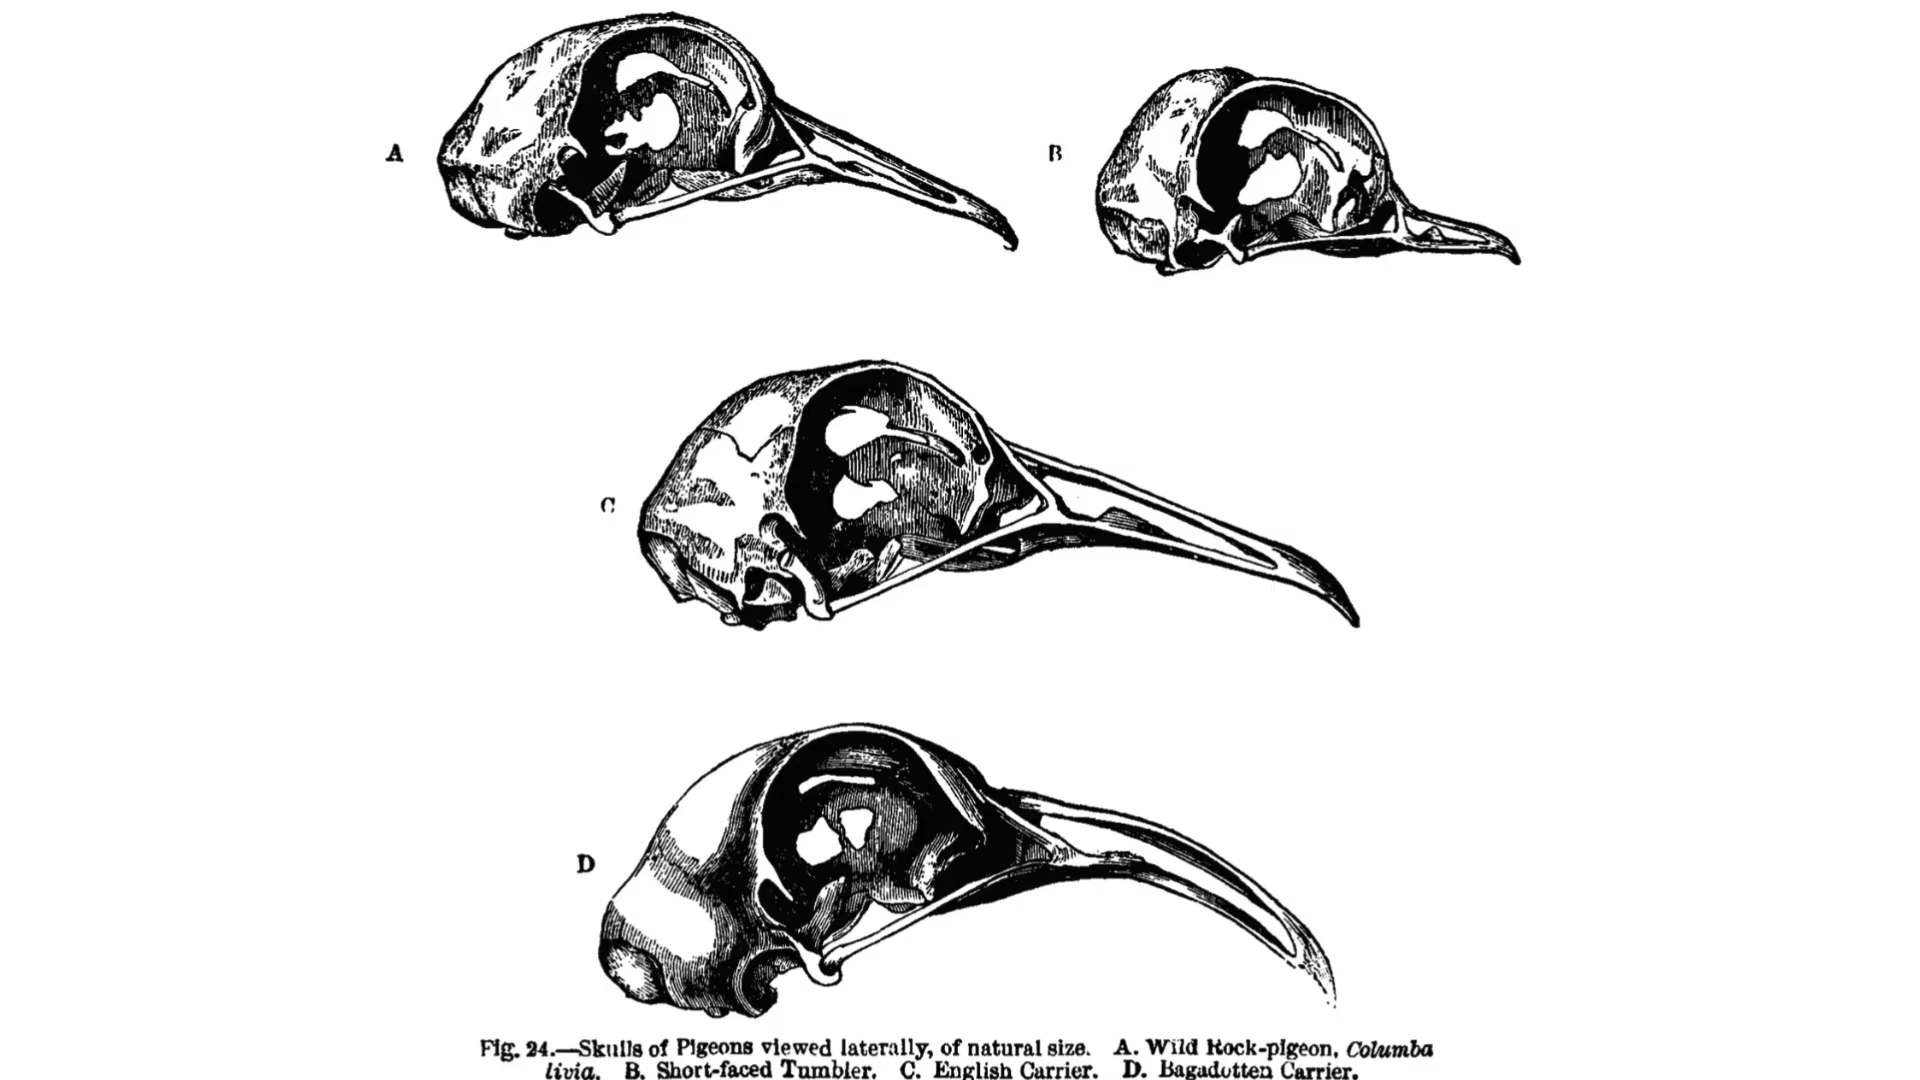 A
B
C
D
Fig. 24.—Skulls of Pigeons viewed laterally, of natural size. A. Wild Rock-pigeon, Columba
livia. B. Short-faced Tumbler. C. English Carrier. D. Bagadotten Carrier.